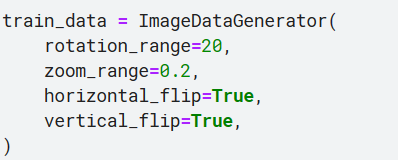 train_data = ImageDataGenerator(
    rotation_range=20,
    zoom_range=0.2,
    horizontal_flip=True,
    vertical_flip=True,
)